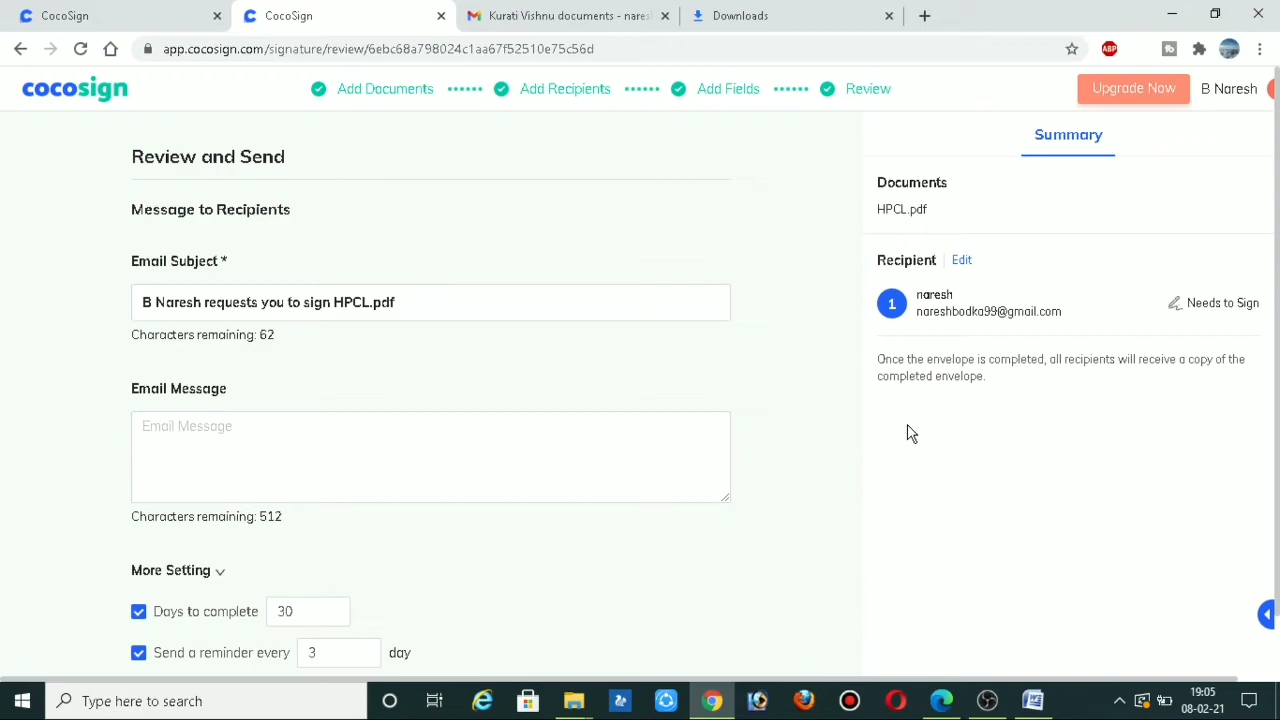 CocoSign
CocoSign
Kurati Vishnu documents - nares
Downloads
app.cocosign.com/signature/review/6ebc68a798024c1aa67f52510e75c56d
ABP
cocosign
Add Documents
Add Recipients
Add Fields
Review
Upgrade Now
B Naresh
Review and Send
Message to Recipients
Email Subject *
B Naresh requests you to sign HPCL.pdf
Characters remaining: 62
Email Message
Email Message
Characters remaining: 512
More Setting
Days to complete 30
Send a reminder every 3 day
Summary
Documents
HPCL.pdf
Recipient Edit
1
naresh
nareshbodka99@gmail.com
Needs to Sign
Once the envelope is completed, all recipients will receive a copy of the
completed envelope.
Type here to search
19:05
08-02-21